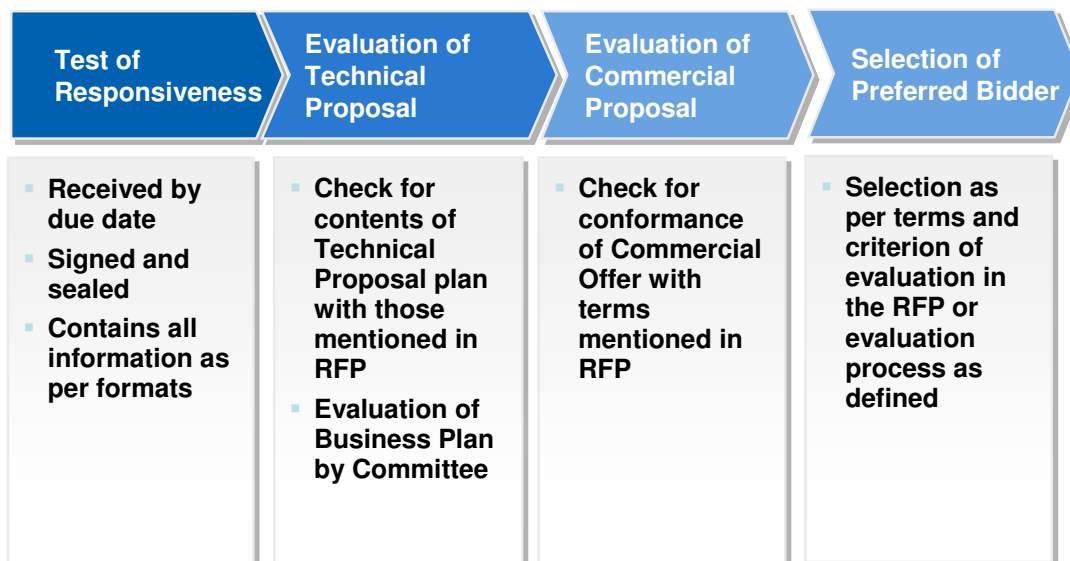 Test of
Responsiveness
Evaluation of
Technical
Proposal
Evaluation of
Commercial
Proposal
Selection of
Preferred Bidder
Received by
due date
Signed and
sealed
Contains all
information as
per formats
Check for
contents of
Technical
Proposal plan
with those
mentioned in
RFP
Evaluation of
Business Plan
by Committee
Check for
conformance
of Commercial
Offer with
terms
mentioned in
RFP
Selection as
per terms and
criterion of
evaluation in
the RFP or
evaluation
process as
defined